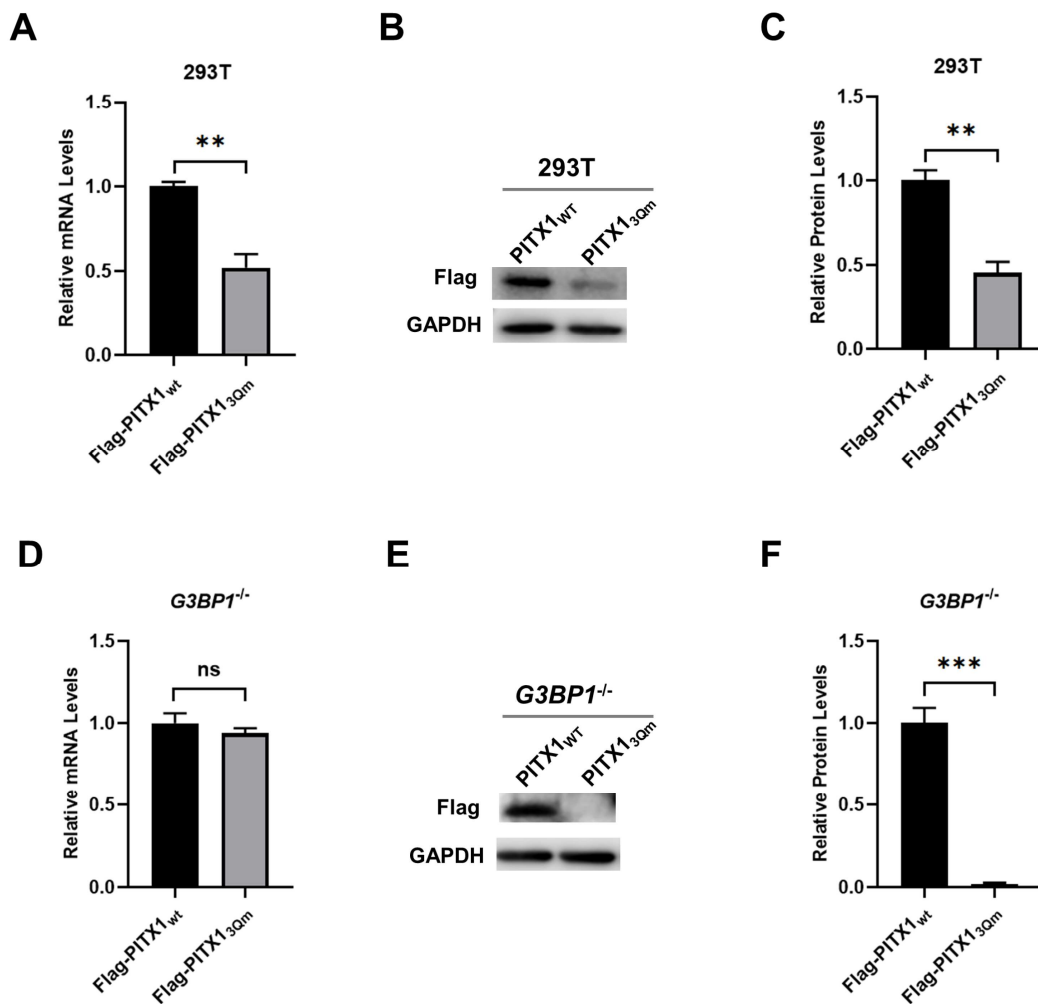 A
293T
Relative mRNA Levels
1.5
1.0
0.5
0.0
**
Flag-PITX1wt
Flag-PITX13Qm
B
293T
PITX1WT
PITX13Qm
Flag
GAPDH
C
293T
Relative Protein Levels
1.5
1.0
0.5
0.0
**
Flag-PITX1wt
Flag-PITX13Qm
D
G3BP1-/-
Relative mRNA Levels
1.5
1.0
0.5
0.0
ns
Flag-PITX1wt
Flag-PITX13Qm
E
G3BP1-/-
PITX1WT
PITX13Qm
Flag
GAPDH
F
G3BP1-/-
Relative Protein Levels
1.5
1.0
0.5
0.0
***
Flag-PITX1wt
Flag-PITX13Qm